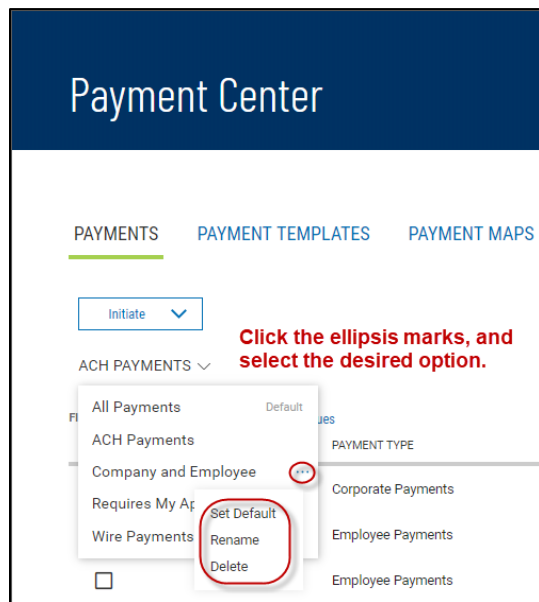 Payment Center
PAYMENTS PAYMENT TEMPLATES PAYMENT MAPS
Initiate
Click the ellipsis marks, and
select the desired option.
ACH PAYMENTS
All Payments Default
ACH Payments
PAYMENT TYPE
Company and Employee ...
Corporate Payments
Requires My
Set Default
Wire Payments
Rename
Employee Payments
Delete
Employee Payments